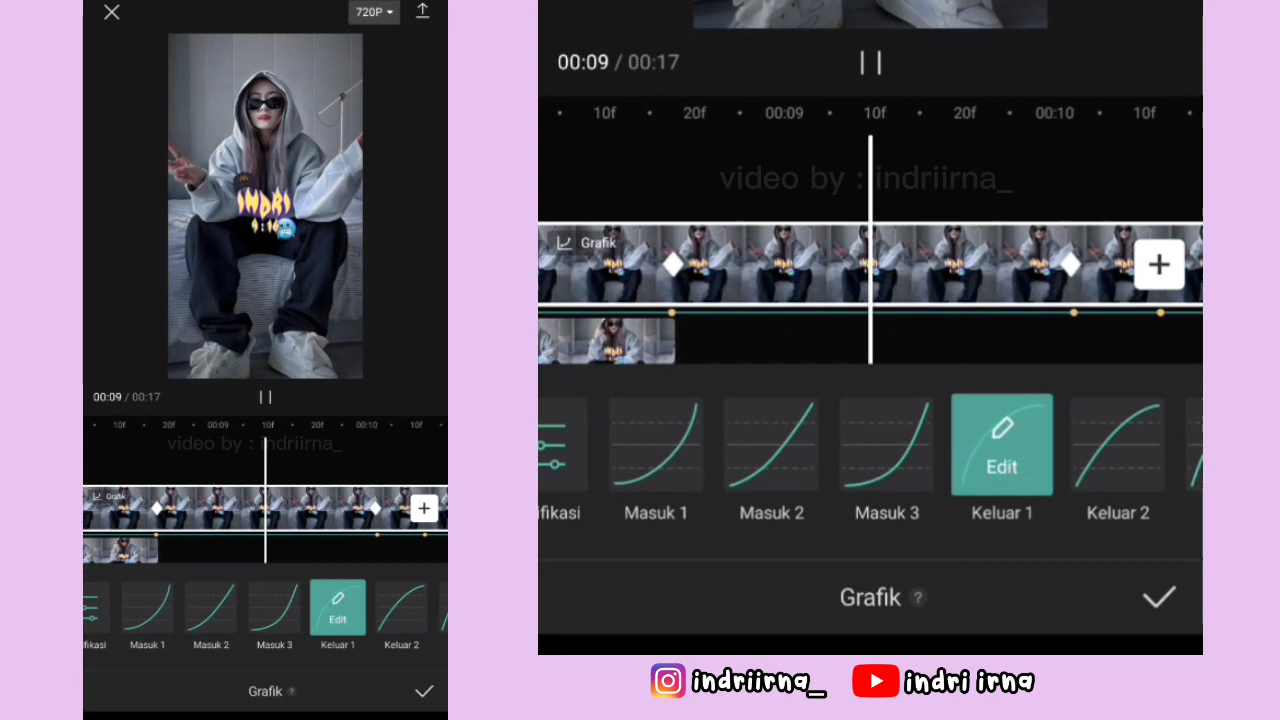 720P
INDRI
9:16
00:09 / 00:17
10f 20f 00:09 10f 20f 00:10 10f
video by : indriirna_
Grafik
fikasi Masuk 1 Masuk 2 Masuk 3 Edit Keluar 1 Keluar 2
Grafik ?
00:09 / 00:17
10f 20f 00:09 10f 20f 00:10 10f
video by : indriirna_
Grafik
Edit
ifikasi Masuk 1 Masuk 2 Masuk 3 Keluar 1 Keluar 2
Grafik ?
indriirna_ indri irna